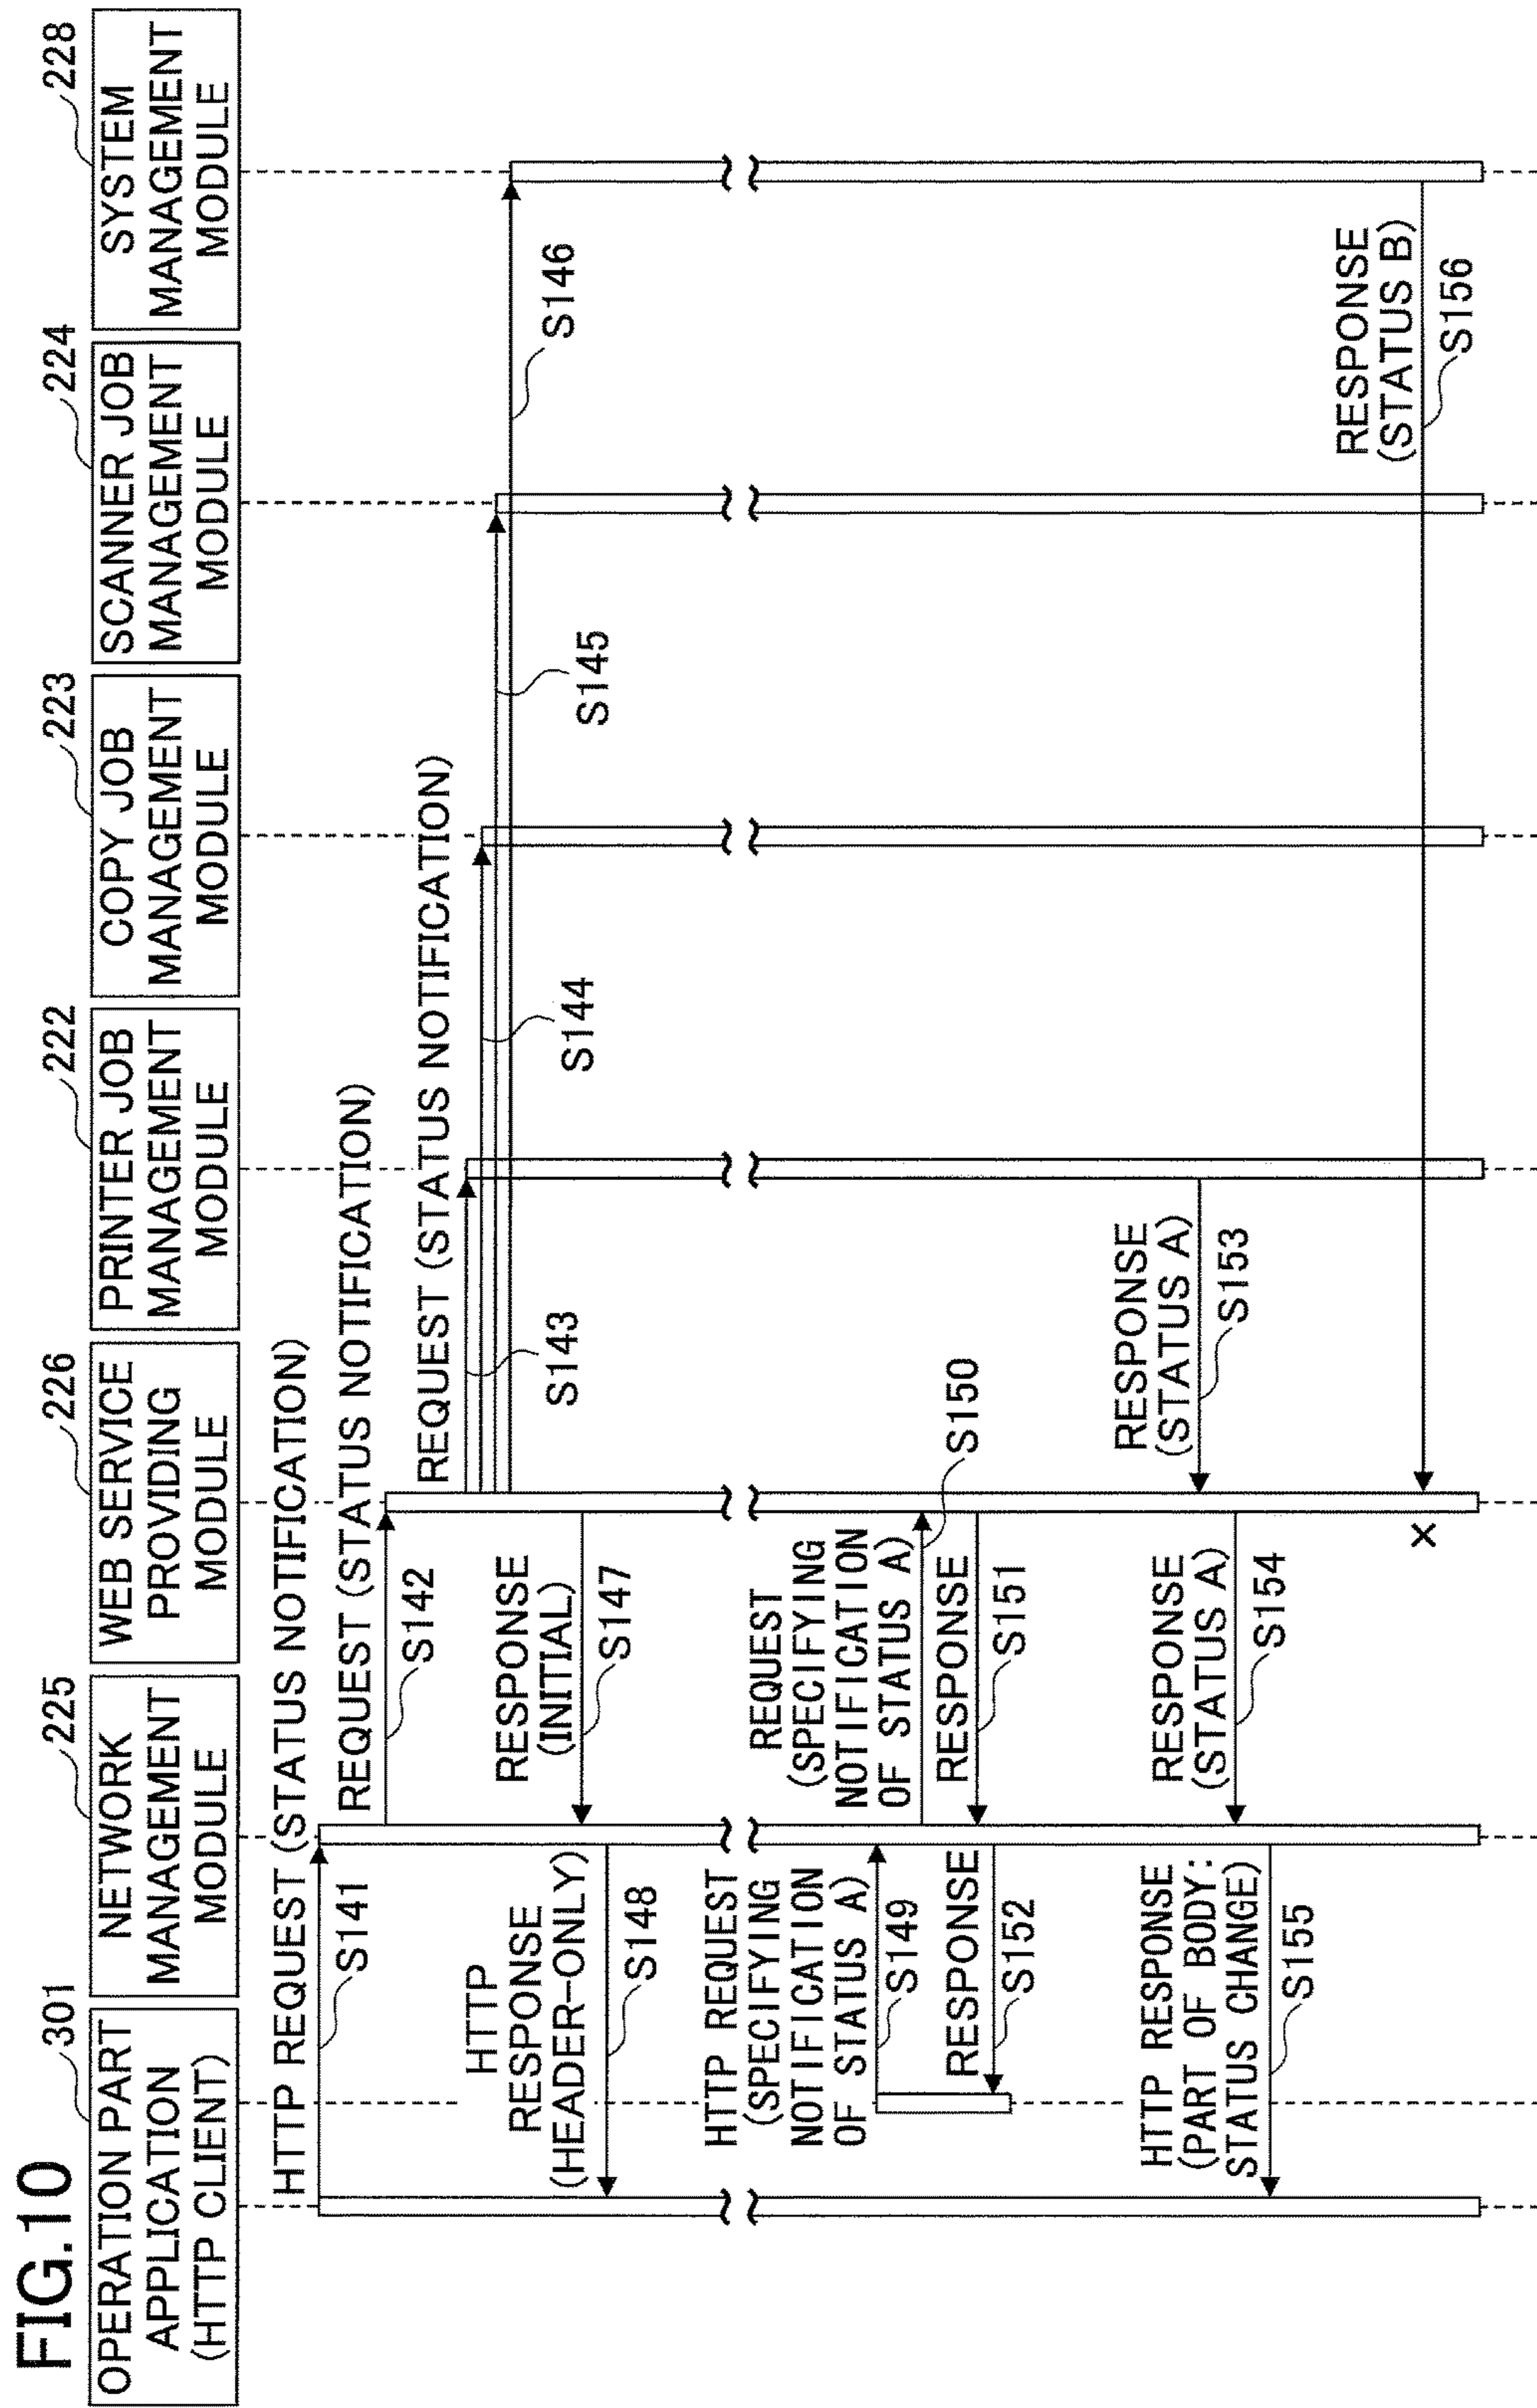 FIG.10
301
OPERATION PART
APPLICATION
(HTTP CLIENT)
225
NETWORK
MANAGEMENT
MODULE
226
WEB SERVICE
PROVIDING
MODULE
222
PRINTER JOB
MANAGEMENT
MODULE
223
COPY JOB
MANAGEMENT
MODULE
224
SCANNER JOB
MANAGEMENT
MODULE
228
SYSTEM
MANAGEMENT
MODULE
HTTP REQUEST (STATUS NOTIFICATION)
S141
REQUEST (STATUS NOTIFICATION)
S142
REQUEST (STATUS NOTIFICATION)
S143
S144
S145
S146
RESPONSE
(INITIAL)
S147
HTTP
RESPONSE
(HEADER-ONLY)
S148
HTTP REQUEST
(SPECIFYING
NOTIFICATION
OF STATUS A)
S149
REQUEST
(SPECIFYING
NOTIFICATION
OF STATUS A)
S150
RESPONSE
S151
RESPONSE
S152
RESPONSE
(STATUS A)
S153
RESPONSE
(STATUS A)
S154
HTTP RESPONSE
(PART OF BODY:
STATUS CHANGE)
S155
RESPONSE
(STATUS B)
S156
×